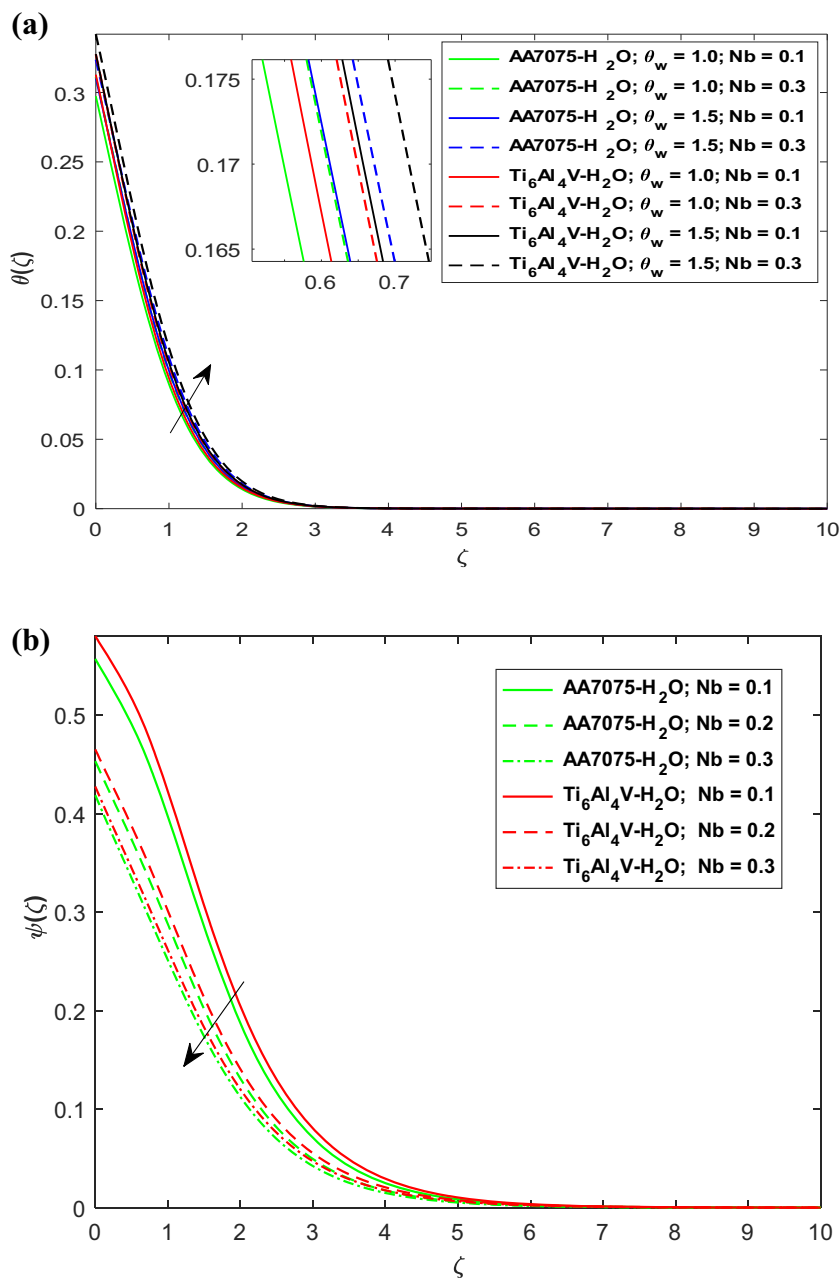 (a)
0.3
0.25
0.2
0.15
0.1
0.05
0
θ(ζ)
0 1 2 3 4 5 6 7 8 9 10
ζ
0.175
0.17
0.165
0.6 0.7
AA7075-H2O; θw = 1.0; Nb = 0.1
AA7075-H2O; θw = 1.0; Nb = 0.3
AA7075-H2O; θw = 1.5; Nb = 0.1
AA7075-H2O; θw = 1.5; Nb = 0.3
Ti6Al4V-H2O; θw = 1.0; Nb = 0.1
Ti6Al4V-H2O; θw = 1.0; Nb = 0.3
Ti6Al4V-H2O; θw = 1.5; Nb = 0.1
Ti6Al4V-H2O; θw = 1.5; Nb = 0.3
(b)
0.5
0.4
0.3
0.2
0.1
0
ψ(ζ)
0 1 2 3 4 5 6 7 8 9 10
ζ
AA7075-H2O; Nb = 0.1
AA7075-H2O; Nb = 0.2
AA7075-H2O; Nb = 0.3
Ti6Al4V-H2O; Nb = 0.1
Ti6Al4V-H2O; Nb = 0.2
Ti6Al4V-H2O; Nb = 0.3